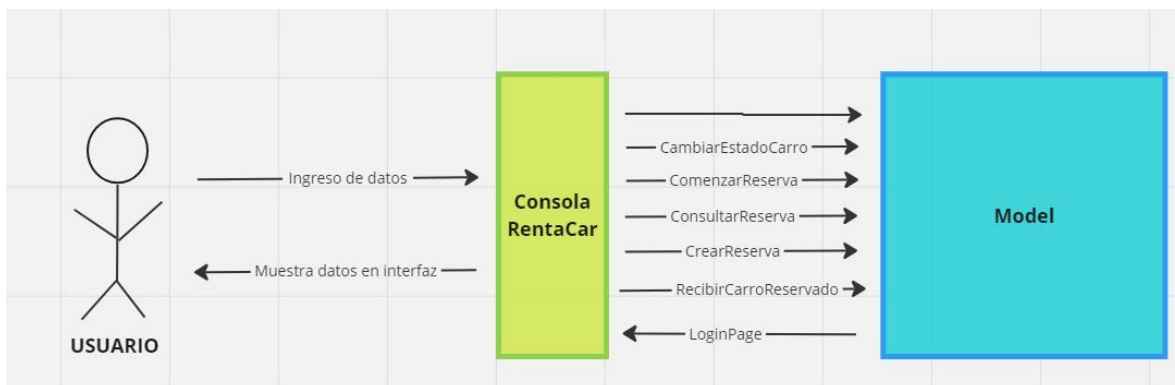 CambiarEstadoCarro
Ingreso de datos
ComenzarReserva
Consola
RentaCar
ConsultarReserva
Model
CrearReserva
Muestra datos en interfaz
RecibirCarroReservado
LoginPage
USUARIO